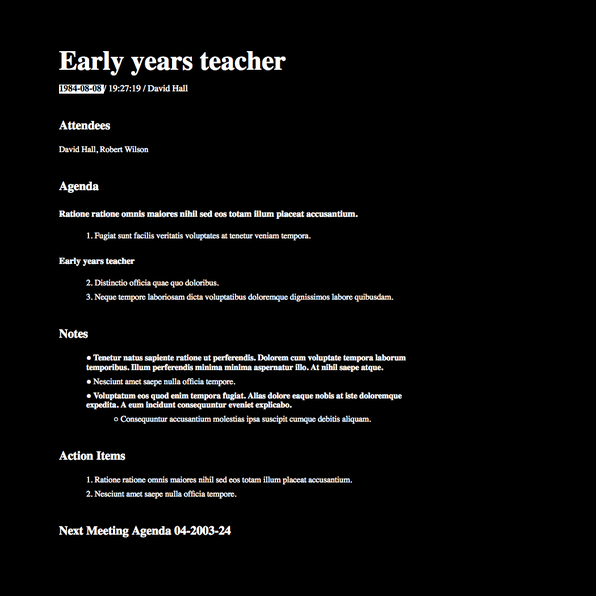 Early years teacher
1984-08-08 / 19:27:19 / David Hall
Attendees
David Hall, Robert Wilson
Agenda
Ratione ratione omnis maiores nihil sed eos totam illum placeat accusantium.
1. Fugiat sunt facilis veritatis voluptates at tenetur veniam tempora.
Early years teacher
2. Distinctio officia quae quo doloribus.
3. Neque tempore laboriosam dicta voluptatibus doloremque dignissimos labore quibusdam.
Notes
● Tenetur natus sapiente ratione ut perferendis. Dolorem cum voluptate tempora laborum
temporibus. Illum perferendis minima minima aspernatur illo. At nihil saepe atque.
● Nesciunt amet saepe nulla officia tempore.
● Voluptatum eos quod enim tempora fugiat. Alias dolore eaque nobis at iste doloremque
expedita. A eum incidunt consequuntur eveniet explicabo.
○ Consequuntur accusantium molestias ipsa suscipit cumque debitis aliquam.
Action Items
1. Ratione ratione omnis maiores nihil sed eos totam illum placeat accusantium.
2. Nesciunt amet saepe nulla officia tempore.
Next Meeting Agenda 04-2003-24